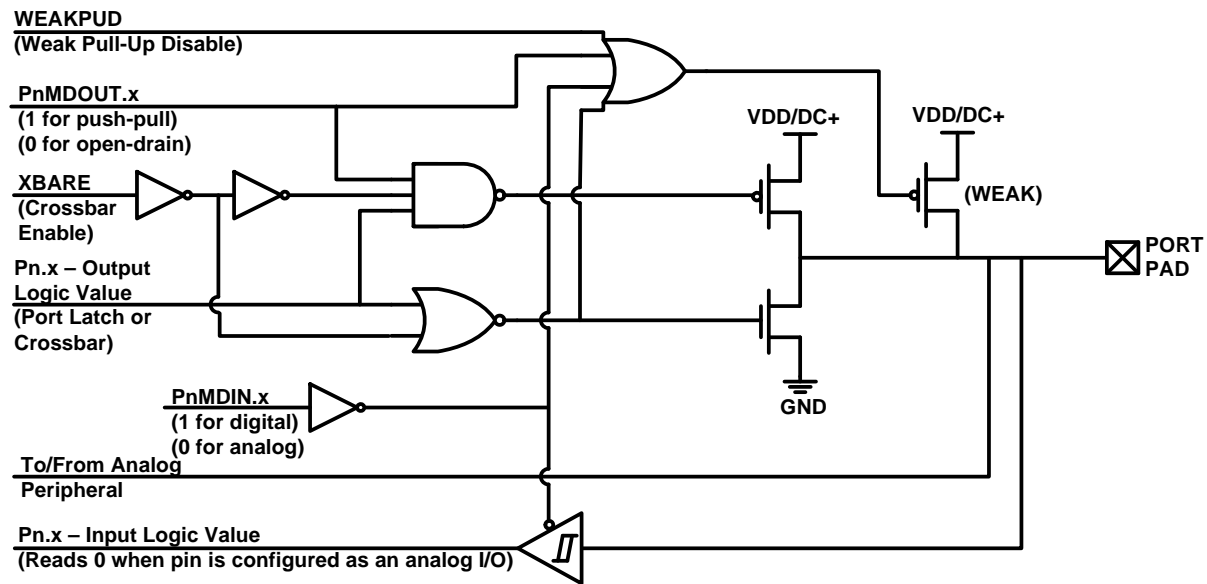 WEAKPUD
(Weak Pull-Up Disable)
PnMDOUT.x
(1 for push-pull)
(0 for open-drain)
XBARE
(Crossbar
Enable)
Pn.x – Output
Logic Value
(Port Latch or
Crossbar)
PnMDIN.x
(1 for digital)
(0 for analog)
To/From Analog
Peripheral
Pn.x – Input Logic Value
(Reads 0 when pin is configured as an analog I/O)
VDD/DC+
VDD/DC+
(WEAK)
PORT
PAD
GND